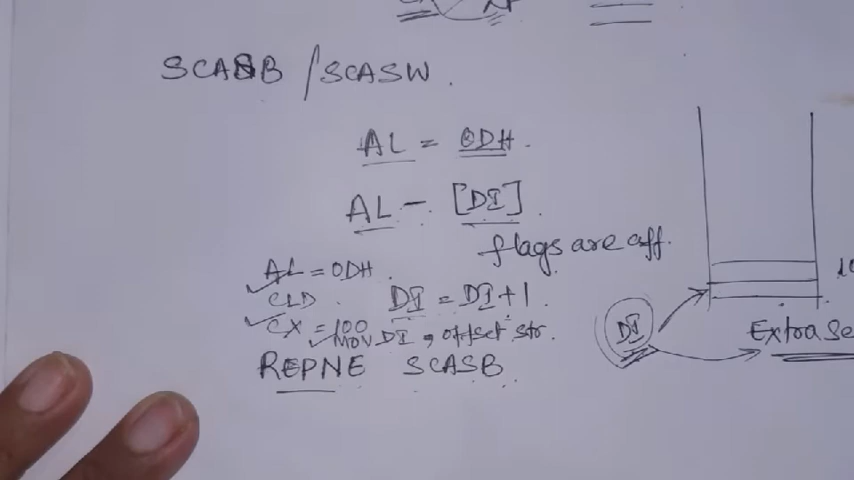 SCASB / SCASW .
AL = 0DH .
AL - [DI] .
flags are aff.
AL = 0DH .
CLD . DI = DI + 1 .
CX = 100
MOV DI , offset str .
REPNE SCASB
DI
Extra Se